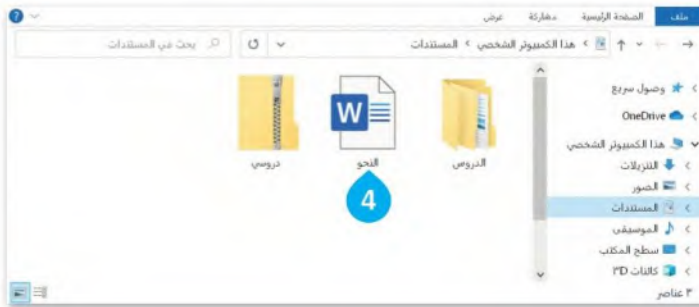 ملف الصفحة الرئيسية مشاركة عرض
هذا الكمبيوتر الشخصي > المستندات
بحث في المستندات
وصول سريع
OneDrive
هذا الكمبيوتر الشخصي
التنزيلات
الصور
المستندات
الموسيقى
سطح المكتب
كائنات ٣D
الدروس
النحو
دروسي
4
٣ عناصر